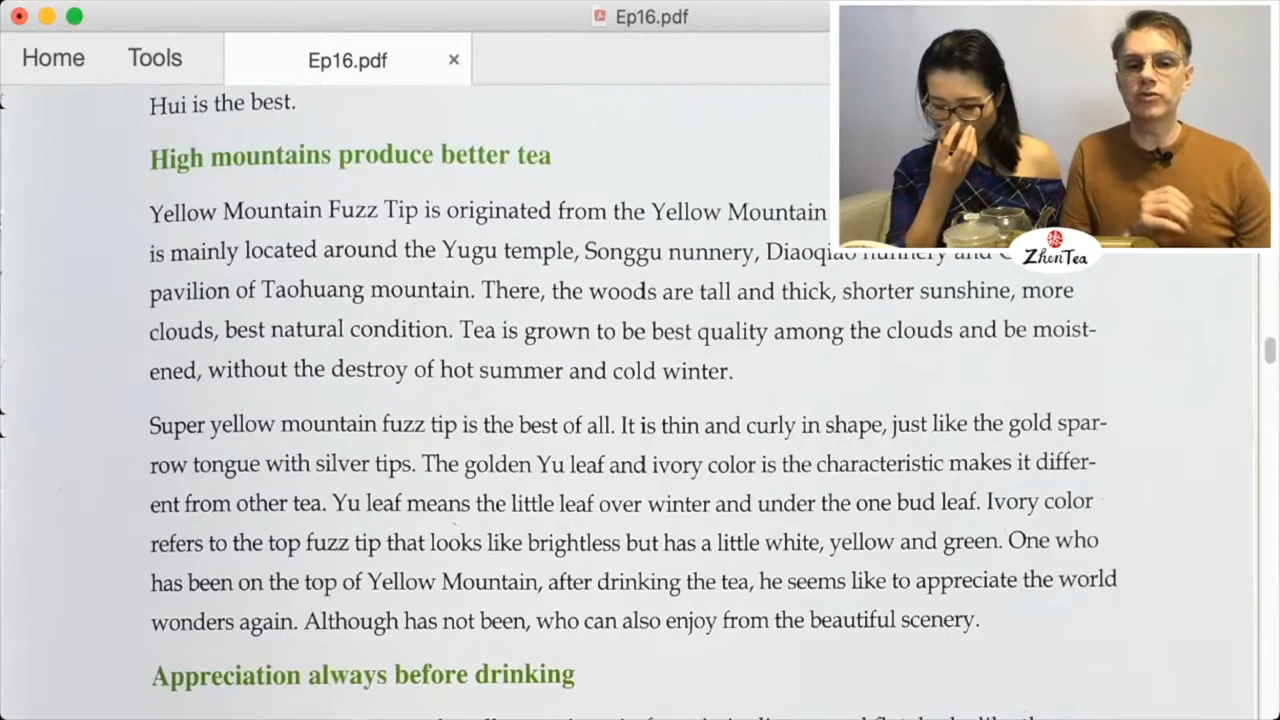 Ep16.pdf
Home Tools Ep16.pdf ×
Hui is the best.
High mountains produce better tea
Yellow Mountain Fuzz Tip is originated from the Yellow Mountain
is mainly located around the Yugu temple, Songgu nunnery, Diaoqiao nunnery and
pavilion of Taohuang mountain. There, the woods are tall and thick, shorter sunshine, more
clouds, best natural condition. Tea is grown to be best quality among the clouds and be moist-
ened, without the destroy of hot summer and cold winter.
Super yellow mountain fuzz tip is the best of all. It is thin and curly in shape, just like the gold spar-
row tongue with silver tips. The golden Yu leaf and ivory color is the characteristic makes it differ-
ent from other tea. Yu leaf means the little leaf over winter and under the one bud leaf. Ivory color
refers to the top fuzz tip that looks like brightless but has a little white, yellow and green. One who
has been on the top of Yellow Mountain, after drinking the tea, he seems like to appreciate the world
wonders again. Although has not been, who can also enjoy from the beautiful scenery.
Appreciation always before drinking
ZhenTea